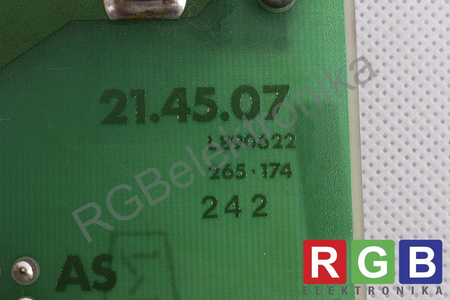 21.45.07
265-174
242
AS
RGBelektronika
RGB
ELEKTRONIKA